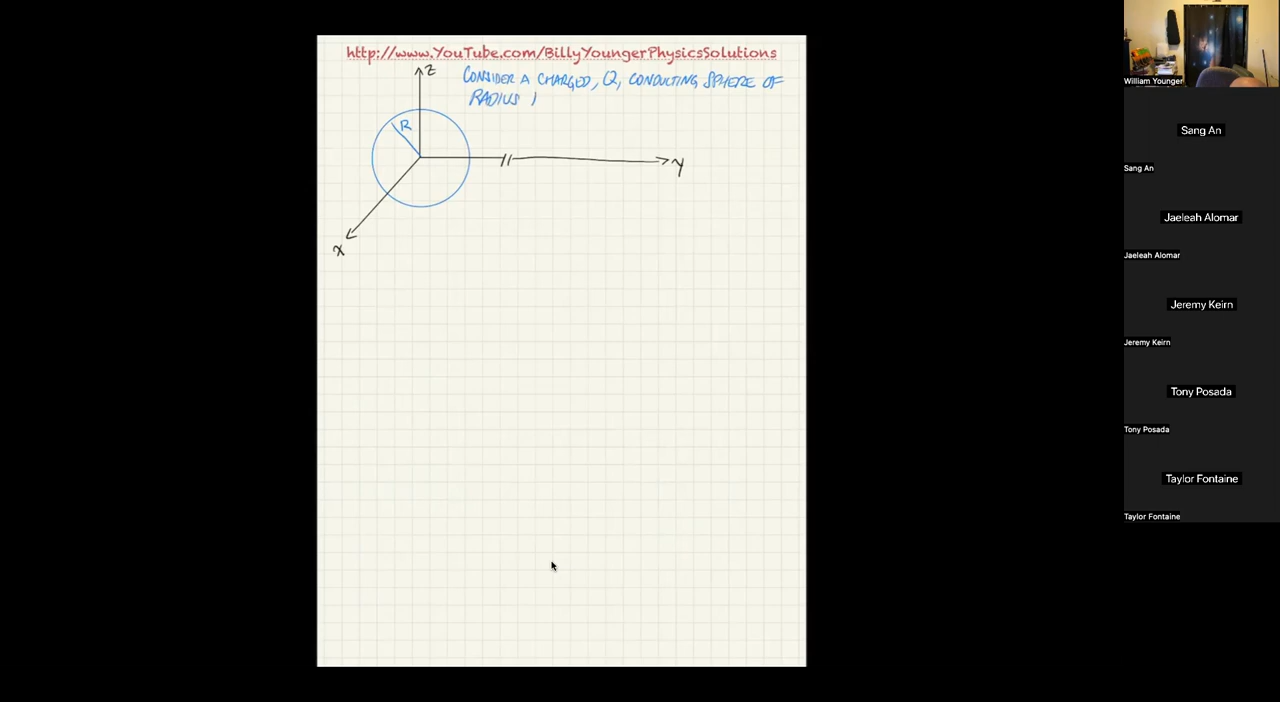 http://www.YouTube.com/BillyYoungerPhysicsSolutions
z
CONSIDER A CHARGED, Q, CONDUCTING SPHERE OF
RADIUS
R
y
x
William Younger
Sang An
Sang An
Jaeleah Alomar
Jaeleah Alomar
Jeremy Keirn
Jeremy Keirn
Tony Posada
Tony Posada
Taylor Fontaine
Taylor Fontaine